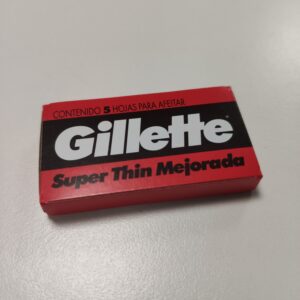 CONTENIDO 5 HOJAS PARA AFEITAR
Gillette
Super Thin Mejorada